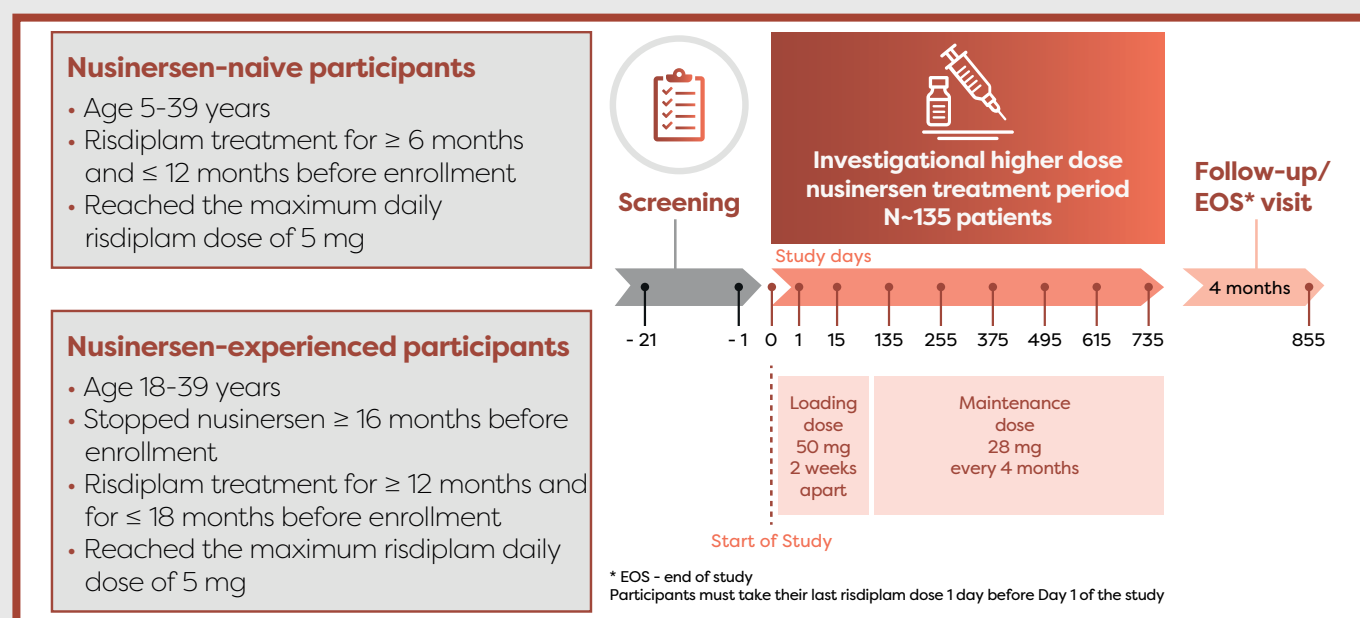 Nusinersen-naive participants
• Age 5-39 years
• Risdiplam treatment for ≥ 6 months
and ≤ 12 months before enrollment
• Reached the maximum daily
risdiplam dose of 5 mg
Nusinersen-experienced participants
• Age 18-39 years
• Stopped nusinersen ≥ 16 months before
enrollment
• Risdiplam treatment for ≥ 12 months and
for ≤ 18 months before enrollment
• Reached the maximum risdiplam daily
dose of 5 mg
Screening
Investigational higher dose
nusinersen treatment period
N~135 patients
Follow-up/
EOS* visit
Study days
4 months
- 21 - 1 0 1 15 135 255 375 495 615 735 855
Loading
dose
50 mg
2 weeks
apart
Maintenance
dose
28 mg
every 4 months
Start of Study
* EOS - end of study
Participants must take their last risdiplam dose 1 day before Day 1 of the study